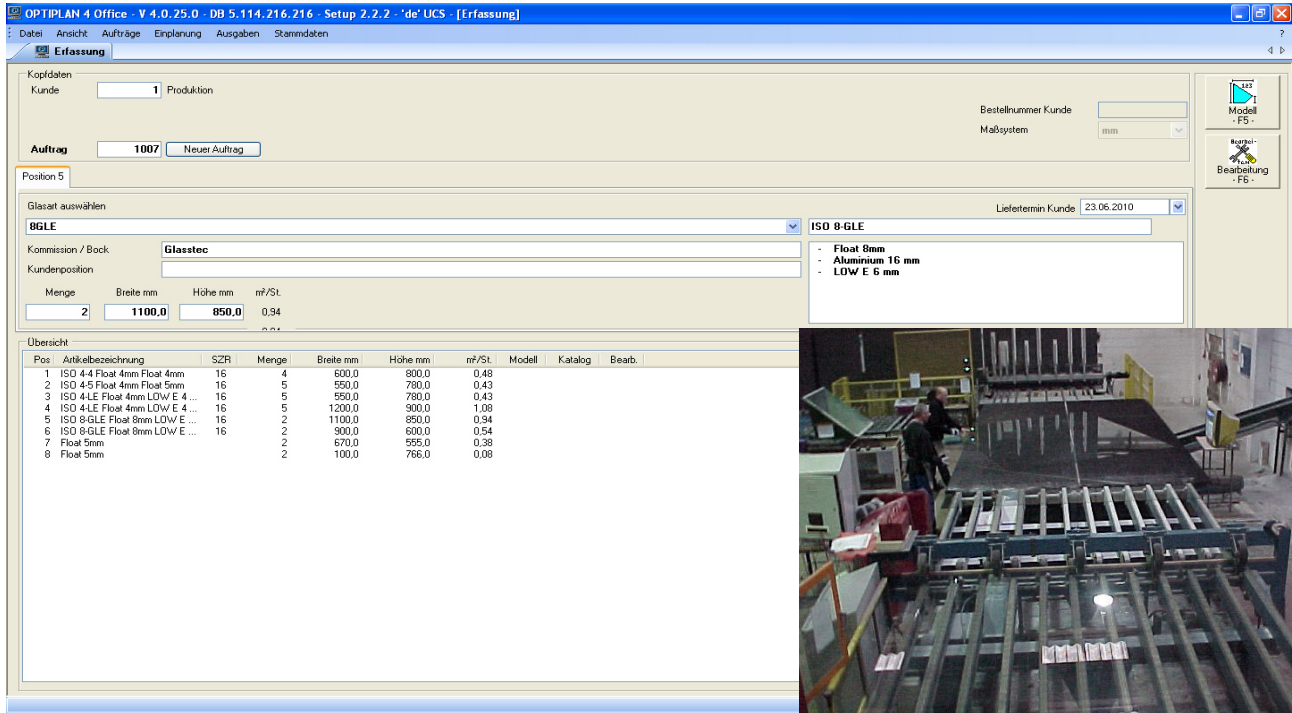 OPTIPLAN 4 Office - V 4.0.25.0 - DB 5.114.216.216 - Setup 2.2.2 - 'de' UCS - [Erfassung]
Datei Ansicht Aufträge Einplanung Ausgaben Stammdaten ?
Erfassung
Kopfdaten
Kunde 1 Produktion
Bestellnummer Kunde
Maßsystem mm
Auftrag 1007 Neuer Auftrag
123
Modell
- F5 -
Bearbeitung
- F6 -
Position 5
Glasart auswählen
Liefertermin Kunde 23.06.2010
8GLE
ISO 8-GLE
Kommission / Bock Glasstec
Kundenposition
- Float 8mm
- Aluminium 16 mm
- LOW E 6 mm
Menge Breite mm Höhe mm m²/St.
2 1100,0 850,0 0,94
Übersicht
Pos Artikelbezeichnung SZR Menge Breite mm Höhe mm m²/St. Modell Katalog Bearb.
1 ISO 4-4 Float 4mm Float 4mm 16 4 600,0 800,0 0,48
2 ISO 4-5 Float 4mm Float 5mm 16 5 550,0 780,0 0,43
3 ISO 4-LE Float 4mm LOW E 4 ... 16 5 550,0 780,0 0,43
4 ISO 4-LE Float 4mm LOW E 4 ... 16 5 1200,0 900,0 1,08
5 ISO 8-GLE Float 8mm LOW E ... 16 2 1100,0 850,0 0,94
6 ISO 8-GLE Float 8mm LOW E ... 16 2 900,0 600,0 0,54
7 Float 5mm 2 670,0 555,0 0,38
8 Float 5mm 2 100,0 766,0 0,08